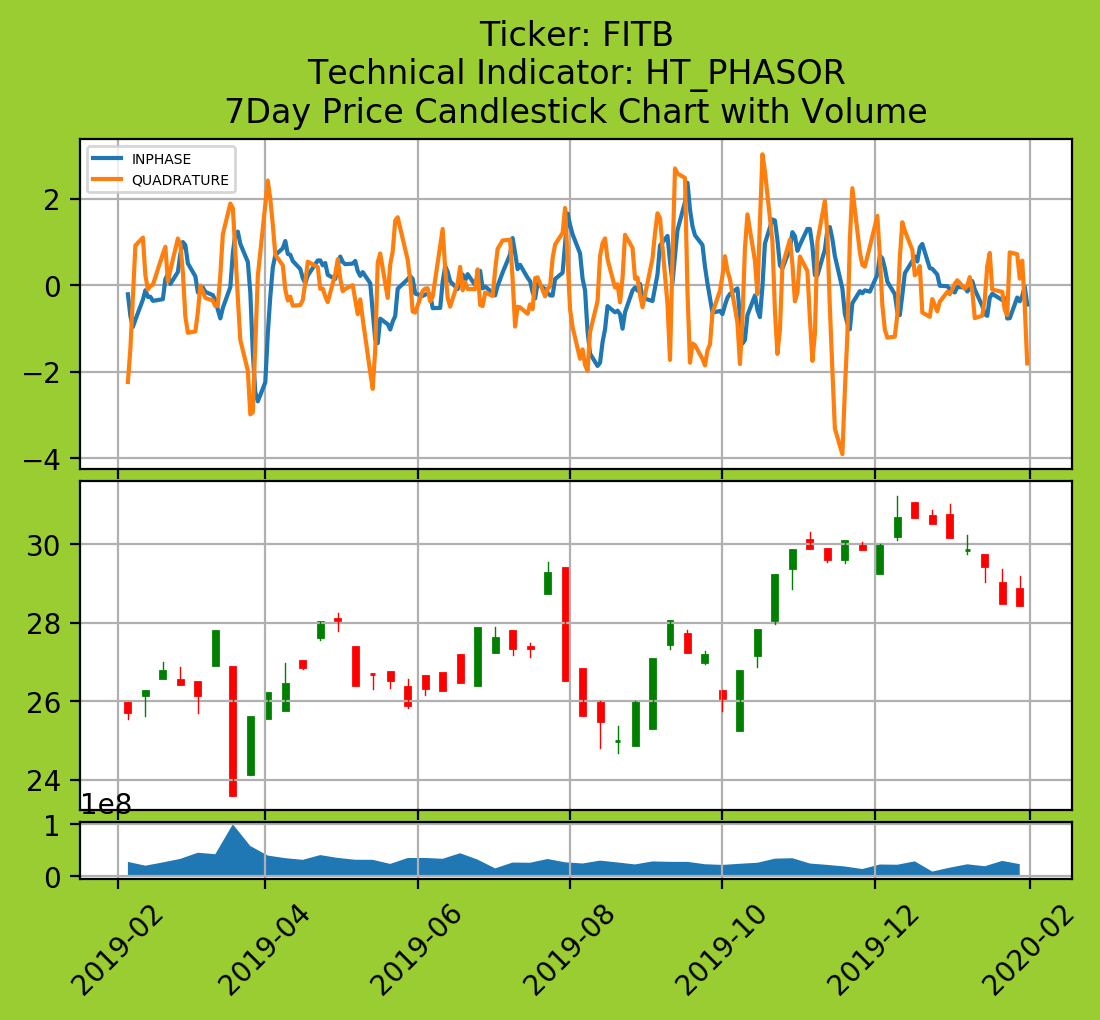 Ticker: FITB
Technical Indicator: HT_PHASOR
7Day Price Candlestick Chart with Volume
INPHASE
QUADRATURE
2
0
−2
−4
30
28
26
24
1e8
1
0
2019-02
2019-04
2019-06
2019-08
2019-10
2019-12
2020-02